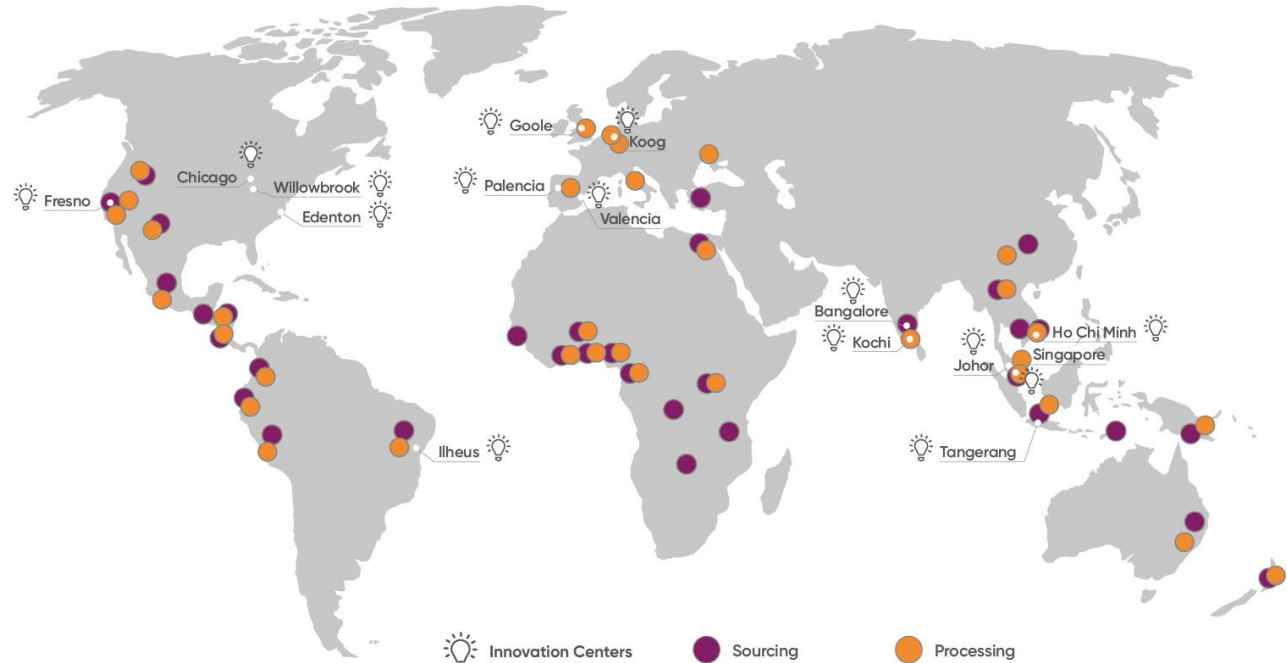 Goole
Koog
Chicago
Willowbrook
Palencia
Fresno
Edenton
Valencia
Bangalore
Ho Chi Minh
Kochi
Singapore
Johor
Ilheus
Tangerang
Innovation Centers
Sourcing
Processing